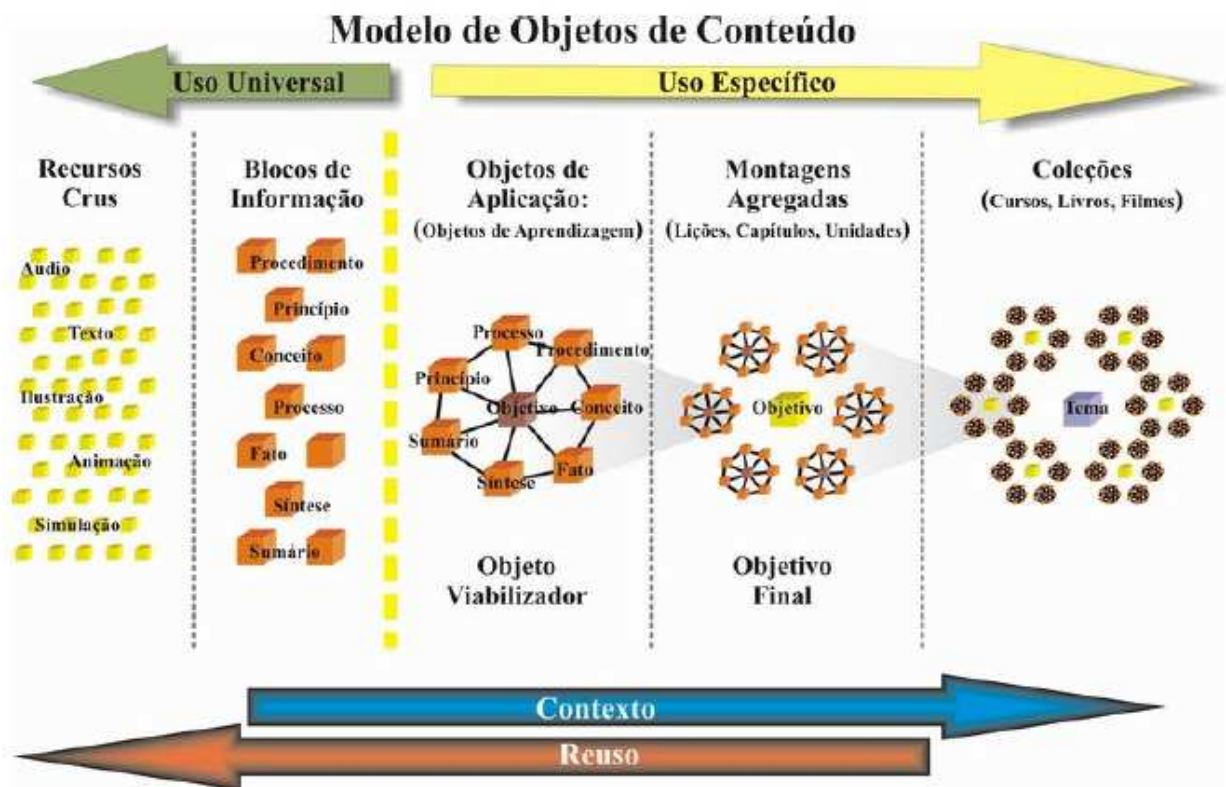 Modelo de Objetos de Conteúdo
Uso Universal
Uso Específico
Recursos
Crus
Blocos de
Informação
Objetos de
Aplicação:
(Objetos de Aprendizagem)
Montagens
Agregadas
(Lições, Capítulos, Unidades)
Coleções
(Cursos, Livros, Filmes)
Áudio
Texto
Ilustração
Animação
Simulação
Procedimento
Princípio
Conceito
Processo
Fato
Síntese
Sumário
Processo
Procedimento
Princípio
Objetivo
Conceito
Sumário
Síntese
Fato
Objetivo
Tema
Objeto
Viabilizador
Objetivo
Final
Contexto
Reuso